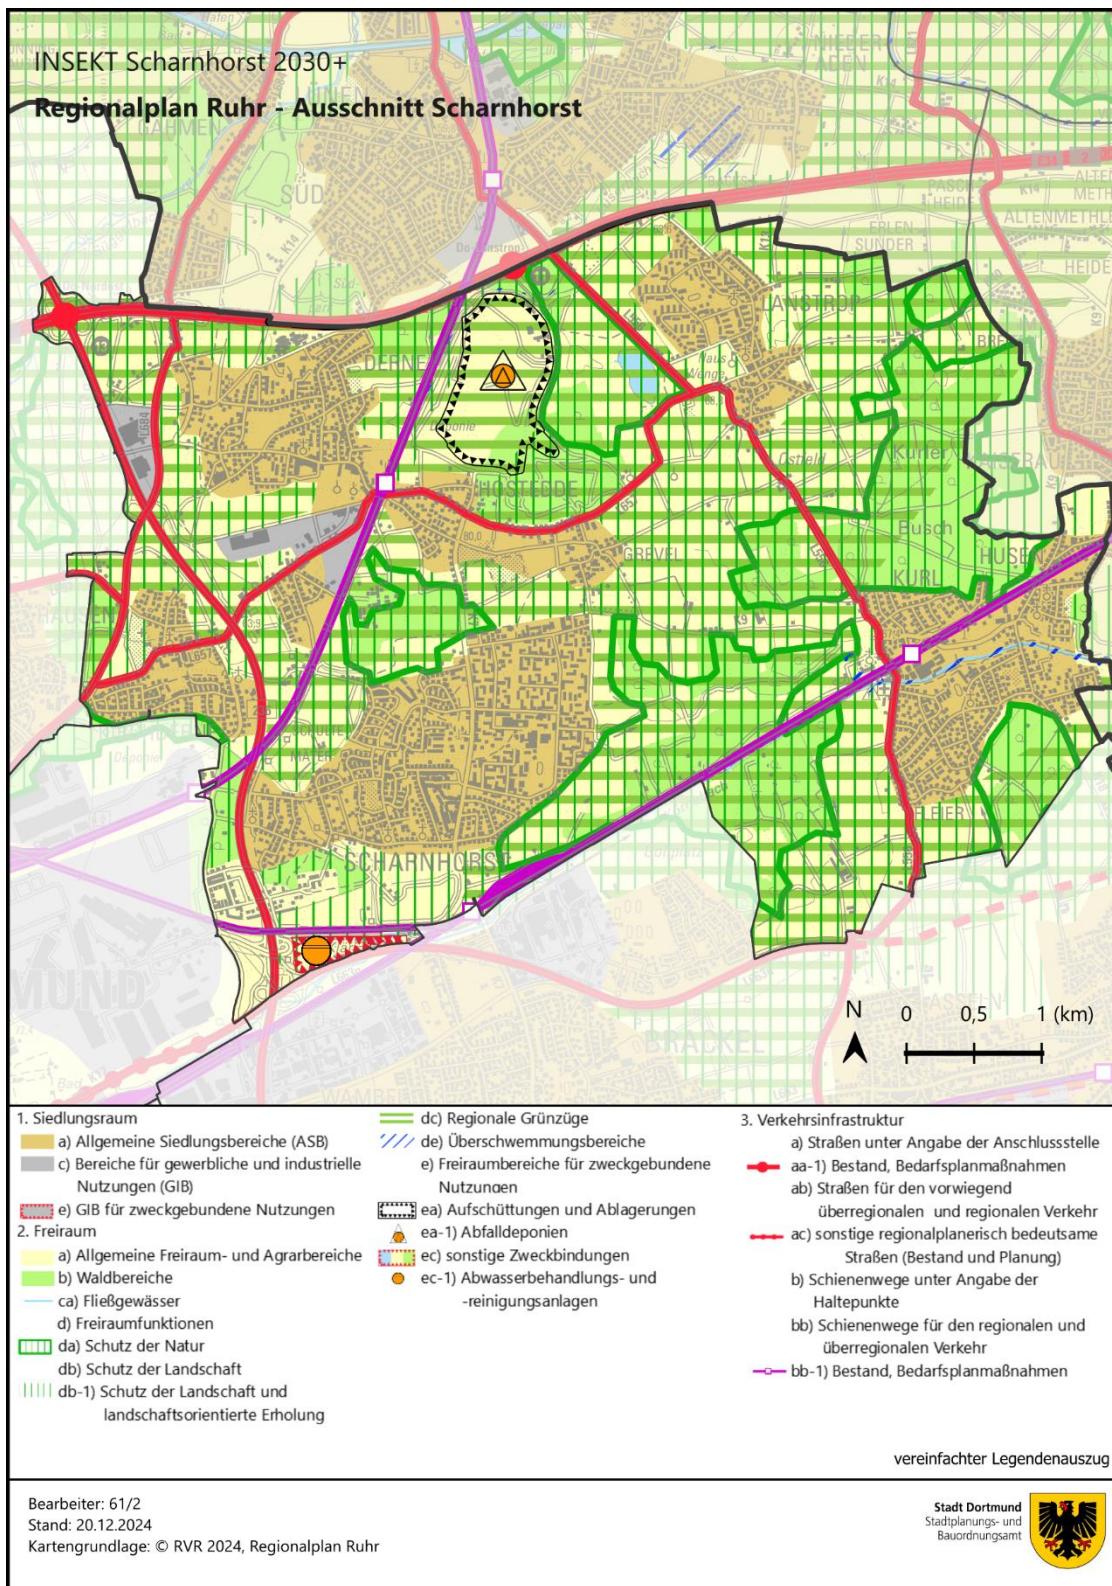 INSEKT Scharnhorst 2030+
Regionalplan Ruhr - Ausschnitt Scharnhorst
GAHMEN
SÜD
LANSTROP
DERNE
Haus
Wenge
Deponie
HOSTEDDE
GREVEL
Ostfeld
Kurler
Busch
KURL
HUSEN
SCHARNHORST
BRACKEL
N 0 0,5 1 (km)
1. Siedlungsraum
a) Allgemeine Siedlungsbereiche (ASB)
c) Bereiche für gewerbliche und industrielle
Nutzungen (GIB)
e) GIB für zweckgebundene Nutzungen
2. Freiraum
a) Allgemeine Freiraum- und Agrarbereiche
b) Waldbereiche
ca) Fließgewässer
d) Freiraumfunktionen
da) Schutz der Natur
db) Schutz der Landschaft
db-1) Schutz der Landschaft und
landschaftsorientierte Erholung
dc) Regionale Grünzüge
de) Überschwemmungsbereiche
e) Freiraumbereiche für zweckgebundene
Nutzungen
ea) Aufschüttungen und Ablagerungen
ea-1) Abfalldeponien
ec) sonstige Zweckbindungen
ec-1) Abwasserbehandlungs- und
-reinigungsanlagen
3. Verkehrsinfrastruktur
a) Straßen unter Angabe der Anschlussstelle
aa-1) Bestand, Bedarfsplanmaßnahmen
ab) Straßen für den vorwiegend
überregionalen und regionalen Verkehr
ac) sonstige regionalplanerisch bedeutsame
Straßen (Bestand und Planung)
b) Schienenwege unter Angabe der
Haltepunkte
bb) Schienenwege für den regionalen und
überregionalen Verkehr
bb-1) Bestand, Bedarfsplanmaßnahmen
vereinfachter Legendenauszug
Bearbeiter: 61/2
Stand: 20.12.2024
Kartengrundlage: © RVR 2024, Regionalplan Ruhr
Stadt Dortmund
Stadtplanungs- und
Bauordnungsamt